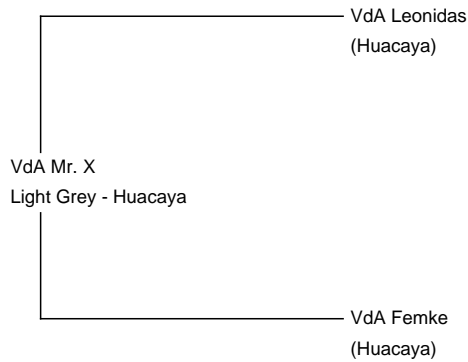 VdA Leonidas
(Huacaya)
VdA Mr. X
Light Grey - Huacaya
VdA Femke
(Huacaya)